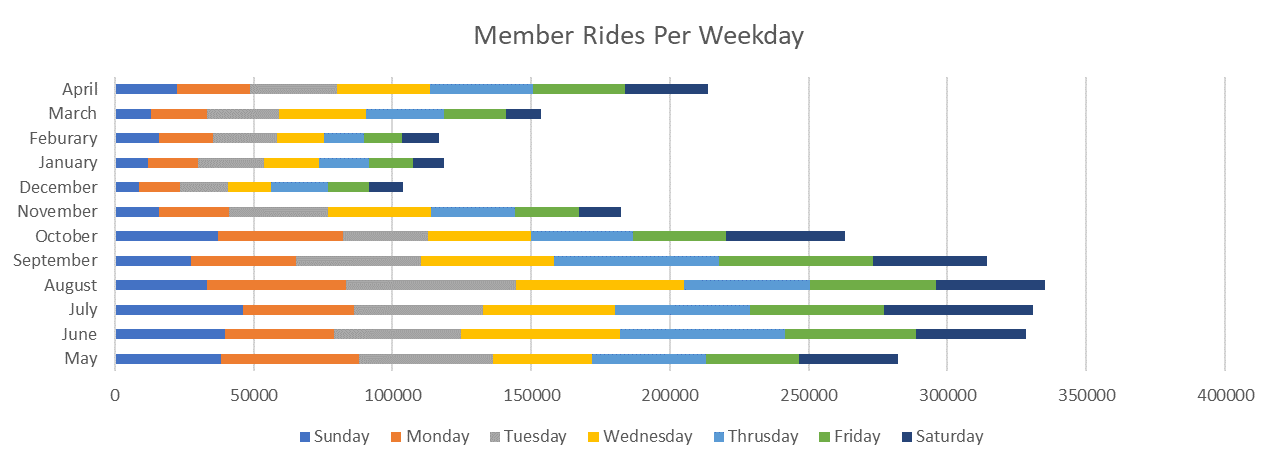 Member Rides Per Weekday
April
March
Feburary
January
December
November
October
September
August
July
June
May
0 50000 100000 150000 200000 250000 300000 350000 400000
Sunday Monday Tuesday Wednesday Thrusday Friday Saturday